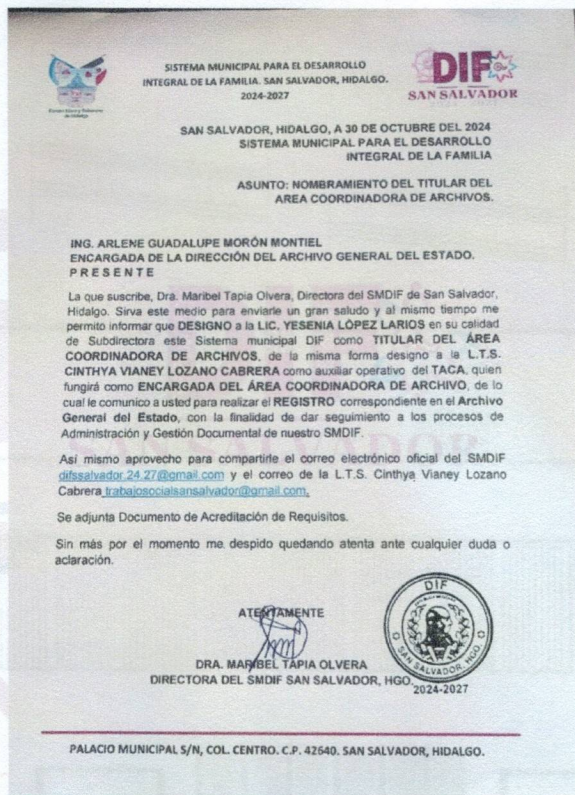 SISTEMA MUNICIPAL PARA EL DESARROLLO
INTEGRAL DE LA FAMILIA. SAN SALVADOR, HIDALGO.
2024-2027
DIF
SAN SALVADOR
SAN SALVADOR, HIDALGO, A 30 DE OCTUBRE DEL 2024
SISTEMA MUNICIPAL PARA EL DESARROLLO
INTEGRAL DE LA FAMILIA
ASUNTO: NOMBRAMIENTO DEL TITULAR DEL
AREA COORDINADORA DE ARCHIVOS.
ING. ARLENE GUADALUPE MORÓN MONTIEL
ENCARGADA DE LA DIRECCIÓN DEL ARCHIVO GENERAL DEL ESTADO.
P R E S E N T E
La que suscribe, Dra. Maribel Tapia Olvera, Directora del SMDIF de San Salvador,
Hidalgo. Sirva este medio para enviarle un gran saludo y al mismo tiempo me
permito informar que DESIGNO a la LIC. YESENIA LÓPEZ LARIOS en su calidad
de Subdirectora este Sistema municipal DIF como TITULAR DEL ÁREA
COORDINADORA DE ARCHIVOS, de la misma forma designo a la L.T.S.
CINTHYA VIANEY LOZANO CABRERA como auxiliar operativo del TACA, quien
fungirá como ENCARGADA DEL ÁREA COORDINADORA DE ARCHIVO, de lo
cual le comunico a usted para realizar el REGISTRO correspondiente en el Archivo
General del Estado, con la finalidad de dar seguimiento a los procesos de
Administración y Gestión Documental de nuestro SMDIF.
Así mismo aprovecho para compartirle el correo electrónico oficial del SMDIF
difssalvador.24.27@gmail.com y el correo de la L.T.S. Cinthya Vianey Lozano
Cabrera trabajosocialsansalvador@gmail.com.
Se adjunta Documento de Acreditación de Requisitos.
Sin más por el momento me despido quedando atenta ante cualquier duda o
aclaración.
ATENTAMENTE
DRA. MARIBEL TAPIA OLVERA
DIRECTORA DEL SMDIF SAN SALVADOR, HGO.
DIF
SAN SALVADOR, HGO.
2024-2027
PALACIO MUNICIPAL S/N, COL. CENTRO. C.P. 42640. SAN SALVADOR, HIDALGO.